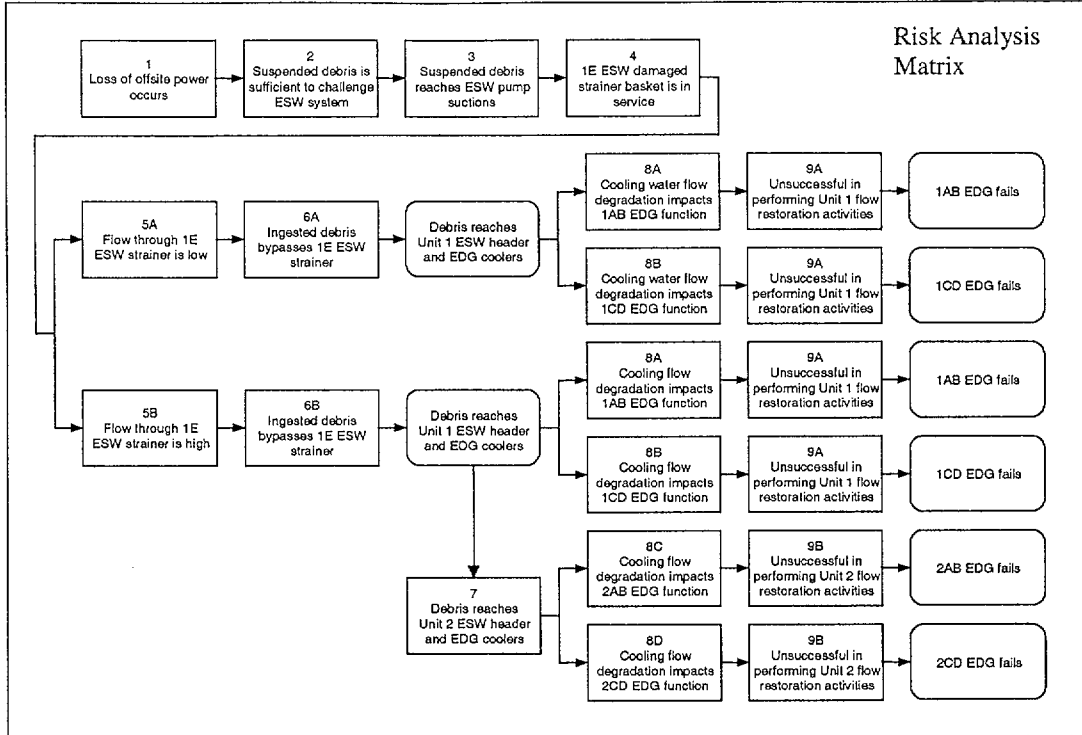 Risk Analysis
Matrix
1
Loss of offsite power
occurs
2
Suspended debris is
sufficient to challenge
ESW system
3
Suspended debris
reaches ESW pump
suctions
4
1E ESW damaged
strainer basket is in
service
5A
Flow through 1E
ESW strainer is low
6A
Ingested debris
bypasses 1E ESW
strainer
Debris reaches
Unit 1 ESW header
and EDG coolers
8A
Cooling water flow
degradation impacts
1AB EDG function
9A
Unsuccessful in
performing Unit 1 flow
restoration activities
1AB EDG fails
8B
Cooling water flow
degradation impacts
1CD EDG function
9A
Unsuccessful in
performing Unit 1 flow
restoration activities
1CD EDG fails
5B
Flow through 1E
ESW strainer is high
6B
Ingested debris
bypasses 1E ESW
strainer
Debris reaches
Unit 1 ESW header
and EDG coolers
8A
Cooling flow
degradation impacts
1AB EDG function
9A
Unsuccessful in
performing Unit 1 flow
restoration activities
1AB EDG fails
8B
Cooling flow
degradation impacts
1CD EDG function
9A
Unsuccessful in
performing Unit 1 flow
restoration activities
1CD EDG fails
7
Debris reaches
Unit 2 ESW header
and EDG coolers
8C
Cooling flow
degradation impacts
2AB EDG function
9B
Unsuccessful in
performing Unit 2 flow
restoration activities
2AB EDG fails
8D
Cooling flow
degradation impacts
2CD EDG function
9B
Unsuccessful in
performing Unit 2 flow
restoration activities
2CD EDG fails